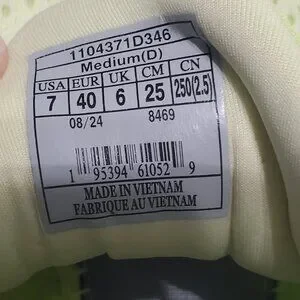 1104371D346
Medium(D)
USA EUR UK CM CN
7 40 6 25 250(2.5)
08/24 8469
1 95394 61052 9
MADE IN VIETNAM
FABRIQUE AU VIETNAM